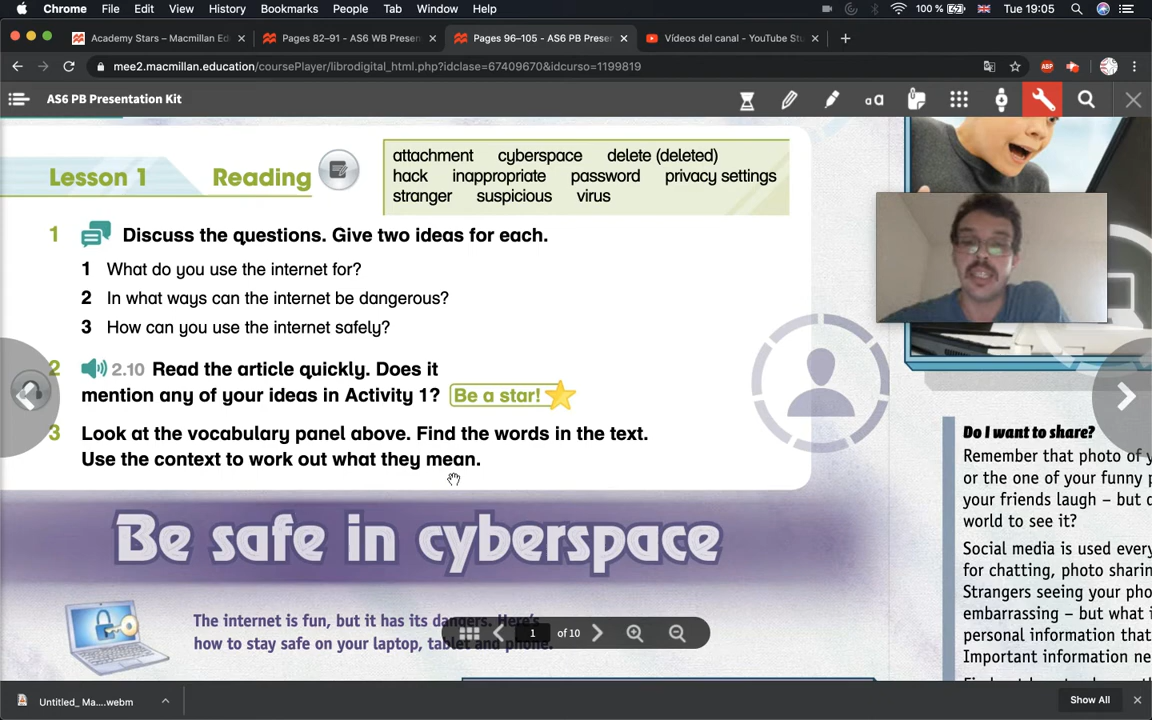 Chrome File Edit View History Bookmarks People Tab Window Help 100 % Tue 19:05
Academy Stars – Macmillan Ed Pages 82–91 - AS6 WB Presen Pages 96–105 - AS6 PB Presen Vídeos del canal - YouTube Stu
mee2.macmillan.education/coursePlayer/librodigital_html.php?idclase=67409670&idcurso=1199819 ABP
AS6 PB Presentation Kit
Lesson 1 Reading
attachment cyberspace delete (deleted)
hack inappropriate password privacy settings
stranger suspicious virus
1 Discuss the questions. Give two ideas for each.
1 What do you use the internet for?
2 In what ways can the internet be dangerous?
3 How can you use the internet safely?
2 2.10 Read the article quickly. Does it
mention any of your ideas in Activity 1? Be a star!
3 Look at the vocabulary panel above. Find the words in the text.
Use the context to work out what they mean.
Be safe in cyberspace
The internet is fun, but it has its dangers. Here's
how to stay safe on your laptop, tablet and phone.
Do I want to share?
Remember that photo of y
or the one of your funny p
your friends laugh – but d
world to see it?
Social media is used every
for chatting, photo sharin
Strangers seeing your pho
embarrassing – but what i
personal information that
Important information ne
1 of 10
Untitled_ Ma....webm
Show All